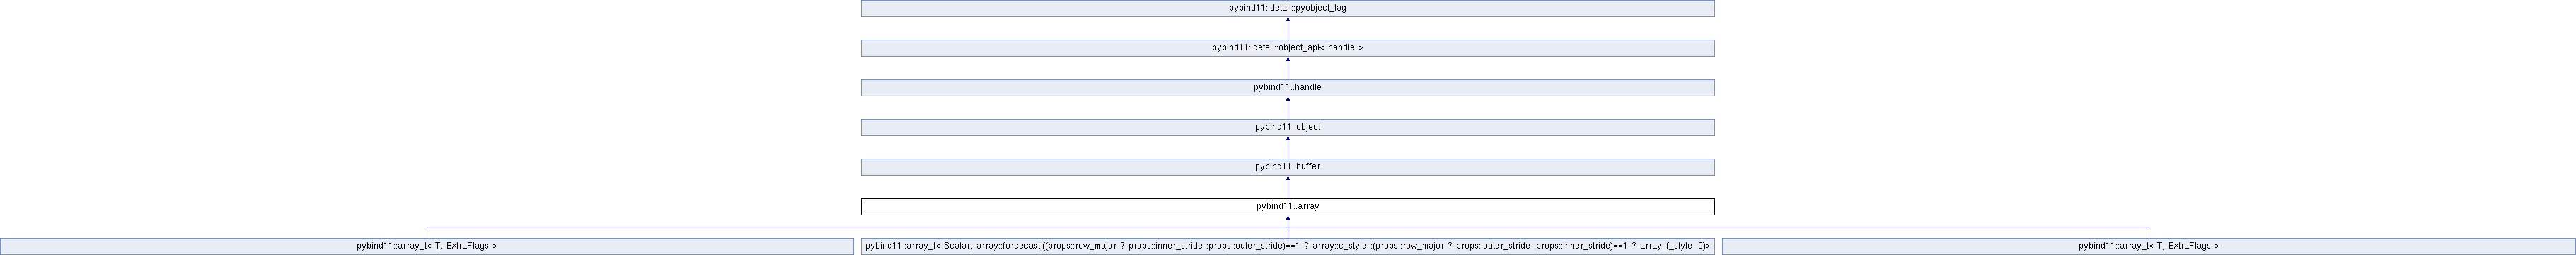 pybind11::detail::pyobject_tag
pybind11::detail::object_api< handle >
pybind11::handle
pybind11::object
pybind11::buffer
pybind11::array
pybind11::array_t< T, ExtraFlags >
pybind11::array_t< Scalar, array::forcecast|((props::row_major ? props::inner_stride :props::outer_stride)==1 ? array::c_style :(props::row_major ? props::outer_stride :props::inner_stride)==1 ? array::f_style :0)>
pybind11::array_t< T, ExtraFlags >